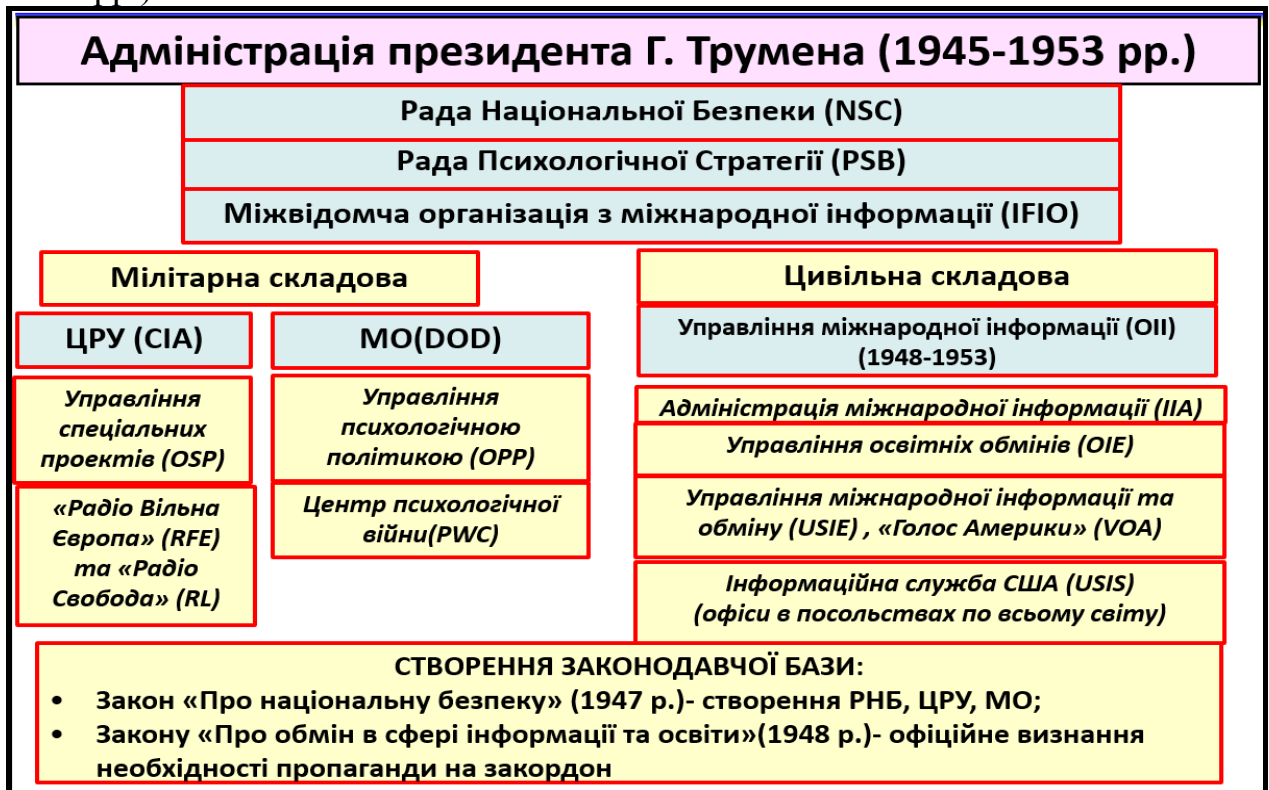 Адміністрація президента Г. Трумена (1945-1953 рр.)
Рада Національної Безпеки (NSC)
Рада Психологічної Стратегії (PSB)
Міжвідомча організація з міжнародної інформації (IFIO)
Мілітарна складова
ЦРУ (CIA)
Управління
спеціальних
проектів (OSP)
«Радіо Вільна
Європа» (RFE)
та «Радіо
Свобода» (RL)
МО(DOD)
Управління
психологічною
політикою (OPP)
Центр психологічної
війни(PWC)
Цивільна складова
Управління міжнародної інформації (OII)
(1948-1953)
Адміністрація міжнародної інформації (IIA)
Управління освітніх обмінів (OIE)
Управління міжнародної інформації та
обміну (USIE) , «Голос Америки» (VOA)
Інформаційна служба США (USIS)
(офіси в посольствах по всьому світу)
СТВОРЕННЯ ЗАКОНОДАВЧОЇ БАЗИ:
• Закон «Про національну безпеку» (1947 р.)- створення РНБ, ЦРУ, МО;
• Закону «Про обмін в сфері інформації та освіти»(1948 р.)- офіційне визнання
необхідності пропаганди на закордон